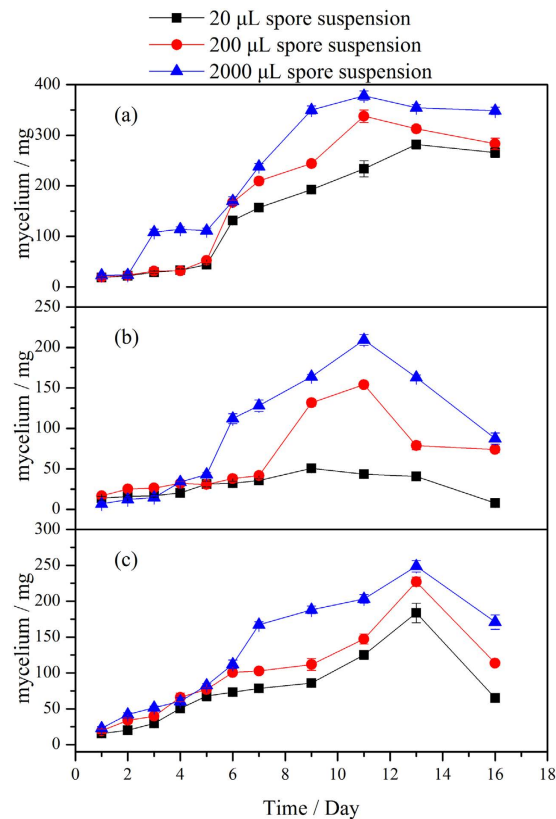 20 μL spore suspension
200 μL spore suspension
2000 μL spore suspension
400
(a)
300
200
100
0
mycelium / mg
250
(b)
200
150
100
50
0
mycelium / mg
300
(c)
250
200
150
100
50
0
mycelium / mg
0 2 4 6 8 10 12 14 16 18
Time / Day